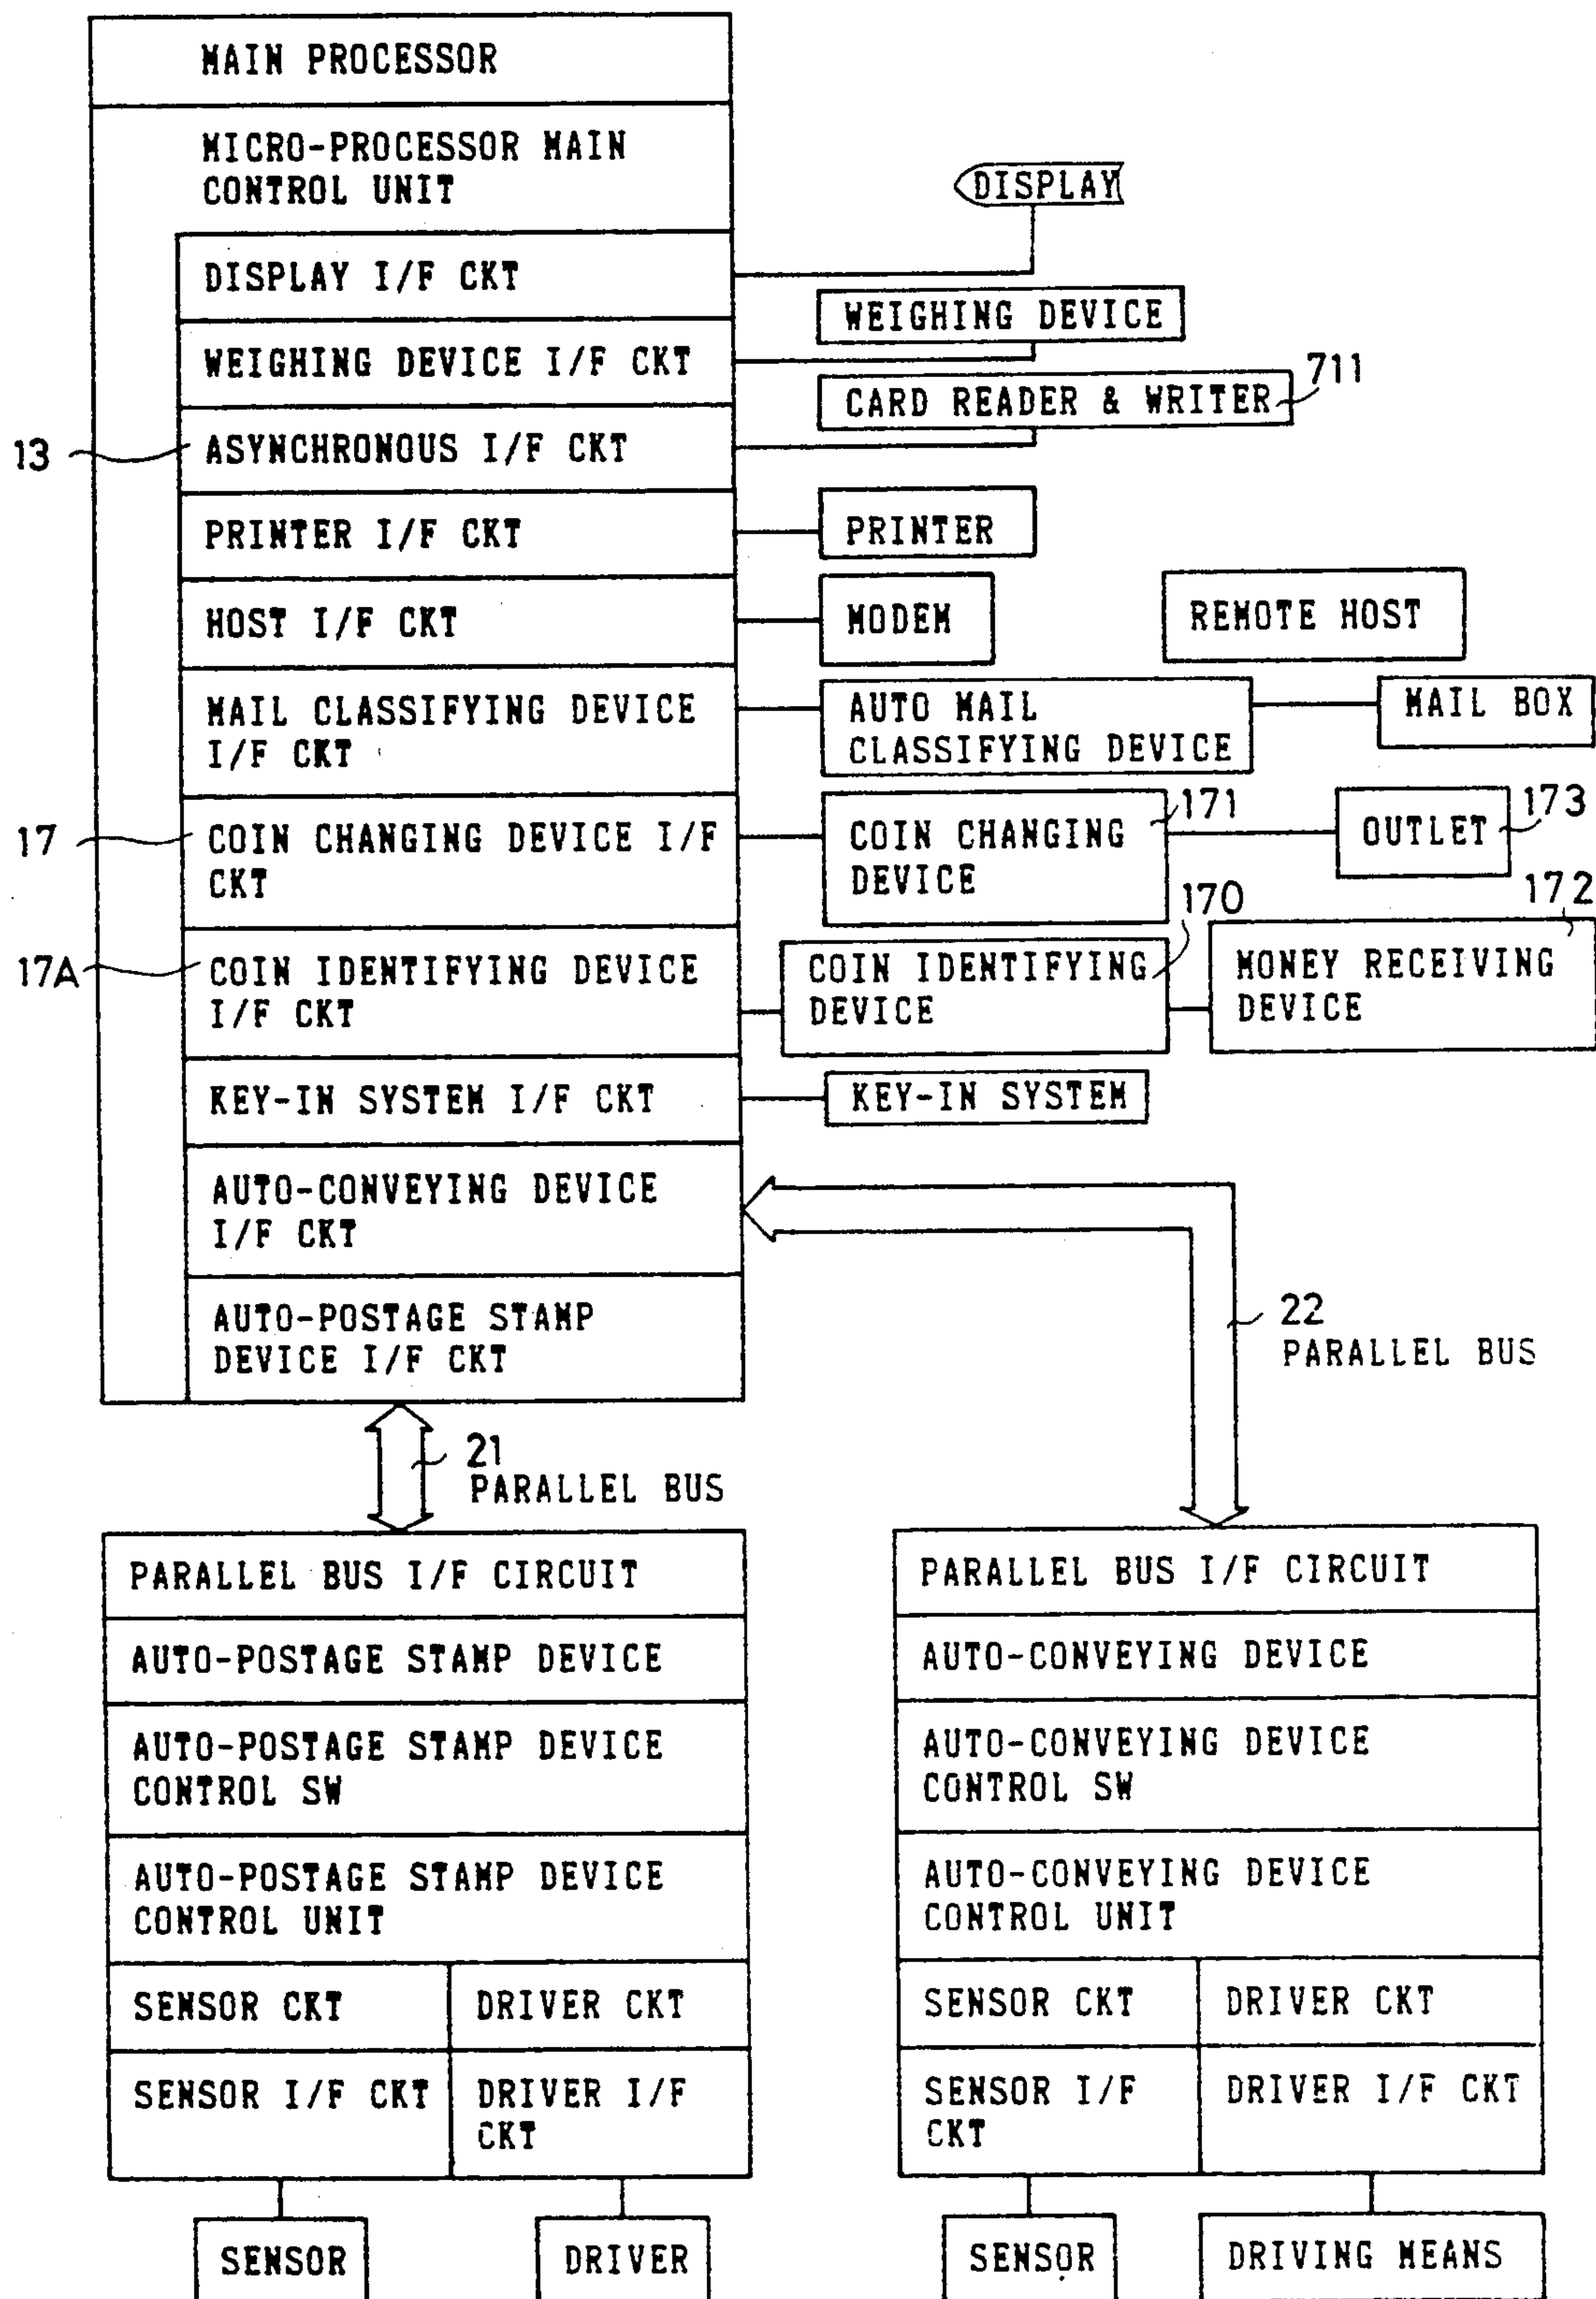 MAIN PROCESSOR
MICRO-PROCESSOR MAIN
CONTROL UNIT
DISPLAY
DISPLAY I/F CKT
WEIGHING DEVICE
WEIGHING DEVICE I/F CKT
CARD READER & WRITER
711
13
ASYNCHRONOUS I/F CKT
PRINTER I/F CKT
PRINTER
HOST I/F CKT
MODEM
REMOTE HOST
MAIL CLASSIFYING DEVICE
I/F CKT
AUTO MAIL
CLASSIFYING DEVICE
MAIL BOX
17
COIN CHANGING DEVICE I/F
CKT
COIN CHANGING
DEVICE
171
OUTLET
173
17A
COIN IDENTIFYING DEVICE
I/F CKT
COIN IDENTIFYING
DEVICE
170
MONEY RECEIVING
DEVICE
172
KEY-IN SYSTEM I/F CKT
KEY-IN SYSTEM
AUTO-CONVEYING DEVICE
I/F CKT
AUTO-POSTAGE STAMP
DEVICE I/F CKT
22
PARALLEL BUS
21
PARALLEL BUS
PARALLEL BUS I/F CIRCUIT
AUTO-POSTAGE STAMP DEVICE
AUTO-POSTAGE STAMP DEVICE
CONTROL SW
AUTO-POSTAGE STAMP DEVICE
CONTROL UNIT
SENSOR CKT
DRIVER CKT
SENSOR I/F CKT
DRIVER I/F
CKT
SENSOR
DRIVER
PARALLEL BUS I/F CIRCUIT
AUTO-CONVEYING DEVICE
AUTO-CONVEYING DEVICE
CONTROL SW
AUTO-CONVEYING DEVICE
CONTROL UNIT
SENSOR CKT
DRIVER CKT
SENSOR I/F
CKT
DRIVER I/F CKT
SENSOR
DRIVING MEANS